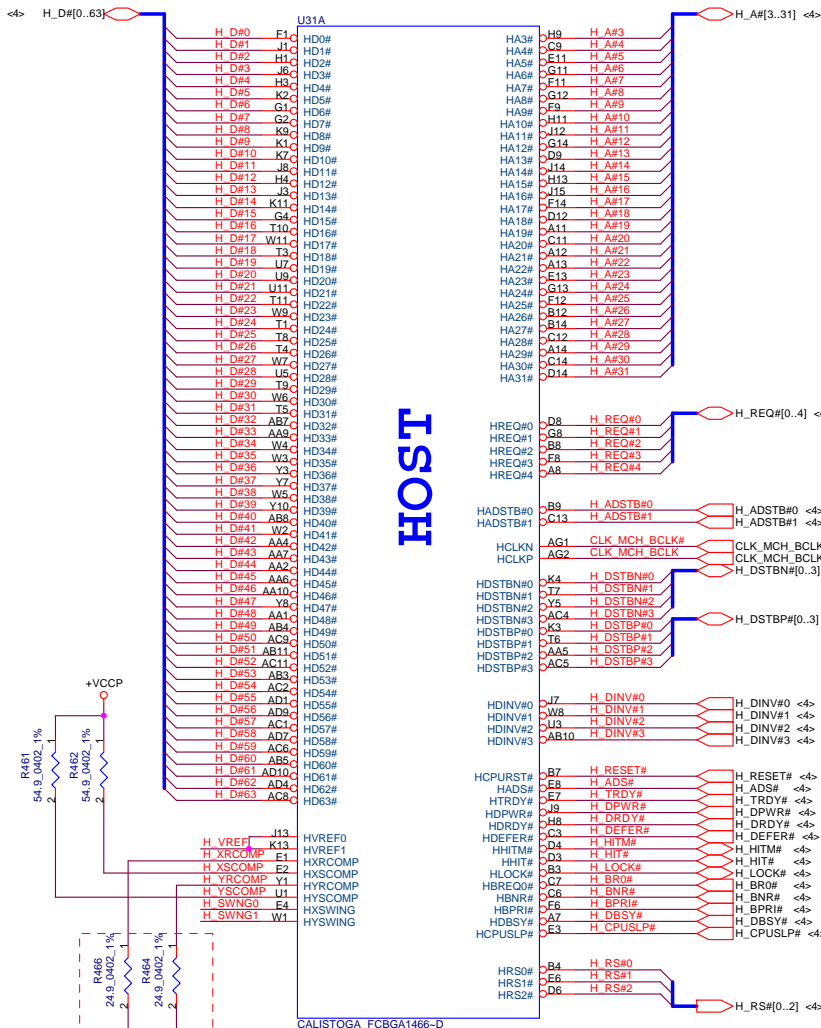 <4> H_D#[0..63]
U31A
H_A#[3..31] <4>
H_D#0 F1 HD0#
H_D#1 J1 HD1#
H_D#2 H1 HD2#
H_D#3 J6 HD3#
H_D#4 H3 HD4#
H_D#5 K2 HD5#
H_D#6 G1 HD6#
H_D#7 G2 HD7#
H_D#8 K9 HD8#
H_D#9 K1 HD9#
H_D#10 K7 HD10#
H_D#11 J8 HD11#
H_D#12 H4 HD12#
H_D#13 J3 HD13#
H_D#14 K11 HD14#
H_D#15 G4 HD15#
H_D#16 T10 HD16#
H_D#17 W11 HD17#
H_D#18 T3 HD18#
H_D#19 U7 HD19#
H_D#20 U9 HD20#
H_D#21 U11 HD21#
H_D#22 T11 HD22#
H_D#23 W9 HD23#
H_D#24 T1 HD24#
H_D#25 T8 HD25#
H_D#26 T4 HD26#
H_D#27 W7 HD27#
H_D#28 U5 HD28#
H_D#29 T9 HD29#
H_D#30 W6 HD30#
H_D#31 T5 HD31#
H_D#32 AB7 HD32#
H_D#33 AA9 HD33#
H_D#34 W4 HD34#
H_D#35 W3 HD35#
H_D#36 Y3 HD36#
H_D#37 Y7 HD37#
H_D#38 W5 HD38#
H_D#39 Y10 HD39#
H_D#40 AB8 HD40#
H_D#41 W2 HD41#
H_D#42 AA4 HD42#
H_D#43 AA7 HD43#
H_D#44 AA2 HD44#
H_D#45 AA6 HD45#
H_D#46 AA10 HD46#
H_D#47 Y8 HD47#
H_D#48 AA1 HD48#
H_D#49 AB4 HD49#
H_D#50 AC9 HD50#
H_D#51 AB11 HD51#
H_D#52 AC11 HD52#
H_D#53 AB3 HD53#
H_D#54 AC2 HD54#
H_D#55 AD1 HD55#
H_D#56 AD9 HD56#
H_D#57 AC1 HD57#
H_D#58 AD7 HD58#
H_D#59 AC6 HD59#
H_D#60 AB5 HD60#
H_D#61 AD10 HD61#
H_D#62 AD4 HD62#
H_D#63 AC8 HD63#
+VCCP
R461 54.9_0402_1% 1 2
R462 54.9_0402_1% 1 2
J13 HVREF0
H_VREF K13 HVREF1
H_XRCOMP E1 HXRCOMP
H_XSCOMP E2 HXSCOMP
H_YRCOMP Y1 HYRCOMP
H_YSCOMP U1 HYSCOMP
H_SWNG0 E4 HXSWING
H_SWNG1 W1 HYSWING
R466 24.9_0402_1% 1 2
R464 24.9_0402_1% 1 2
HOST
HA3# H9 H_A#3
HA4# C9 H_A#4
HA5# E11 H_A#5
HA6# G11 H_A#6
HA7# F11 H_A#7
HA8# G12 H_A#8
HA9# F9 H_A#9
HA10# H11 H_A#10
HA11# J12 H_A#11
HA12# G14 H_A#12
HA13# D9 H_A#13
HA14# J14 H_A#14
HA15# H13 H_A#15
HA16# J15 H_A#16
HA17# F14 H_A#17
HA18# D12 H_A#18
HA19# A11 H_A#19
HA20# C11 H_A#20
HA21# A12 H_A#21
HA22# A13 H_A#22
HA23# E13 H_A#23
HA24# G13 H_A#24
HA25# F12 H_A#25
HA26# B12 H_A#26
HA27# B14 H_A#27
HA28# C12 H_A#28
HA29# A14 H_A#29
HA30# C14 H_A#30
HA31# D14 H_A#31
H_REQ#[0..4]
HREQ#0 D8 H_REQ#0
HREQ#1 G8 H_REQ#1
HREQ#2 B8 H_REQ#2
HREQ#3 F8 H_REQ#3
HREQ#4 A8 H_REQ#4
HADSTB#0 B9 H_ADSTB#0 H_ADSTB#0 <4>
HADSTB#1 C13 H_ADSTB#1 H_ADSTB#1 <4>
HCLKN AG1 CLK_MCH_BCLK# CLK_MCH_BCLK
HCLKP AG2 CLK_MCH_BCLK CLK_MCH_BCLK
H_DSTBN#[0..3]
HDSTBN#0 K4 H_DSTBN#0
HDSTBN#1 T7 H_DSTBN#1
HDSTBN#2 Y5 H_DSTBN#2
HDSTBN#3 AC4 H_DSTBN#3
HDSTBP#0 K3 H_DSTBP#0 H_DSTBP#[0..3]
HDSTBP#1 T6 H_DSTBP#1
HDSTBP#2 AA5 H_DSTBP#2
HDSTBP#3 AC5 H_DSTBP#3
HDINV#0 J7 H_DINV#0 H_DINV#0 <4>
HDINV#1 W8 H_DINV#1 H_DINV#1 <4>
HDINV#2 U3 H_DINV#2 H_DINV#2 <4>
HDINV#3 AB10 H_DINV#3 H_DINV#3 <4>
HCPURST# B7 H_RESET# H_RESET# <4>
HADS# E8 H_ADS# H_ADS# <4>
HTRDY# E7 H_TRDY# H_TRDY# <4>
HDPWR# J9 H_DPWR# H_DPWR# <4>
HDRDY# H8 H_DRDY# H_DRDY# <4>
HDEFER# C3 H_DEFER# H_DEFER# <4>
HHITM# D4 H_HITM# H_HITM# <4>
HHIT# D3 H_HIT# H_HIT# <4>
HLOCK# B3 H_LOCK# H_LOCK# <4>
HBREQ0# C7 H_BR0# H_BR0# <4>
HBNR# C6 H_BNR# H_BNR# <4>
HBPRI# F6 H_BPRI# H_BPRI# <4>
HDBSY# A7 H_DBSY# H_DBSY# <4>
HCPUSLP# E3 H_CPUSLP# H_CPUSLP# <4>
HRS0# B4 H_RS#0
HRS1# E6 H_RS#1
HRS2# D6 H_RS#2
H_RS#[0..2] <4>
CALISTOGA_FCBGA1466~D